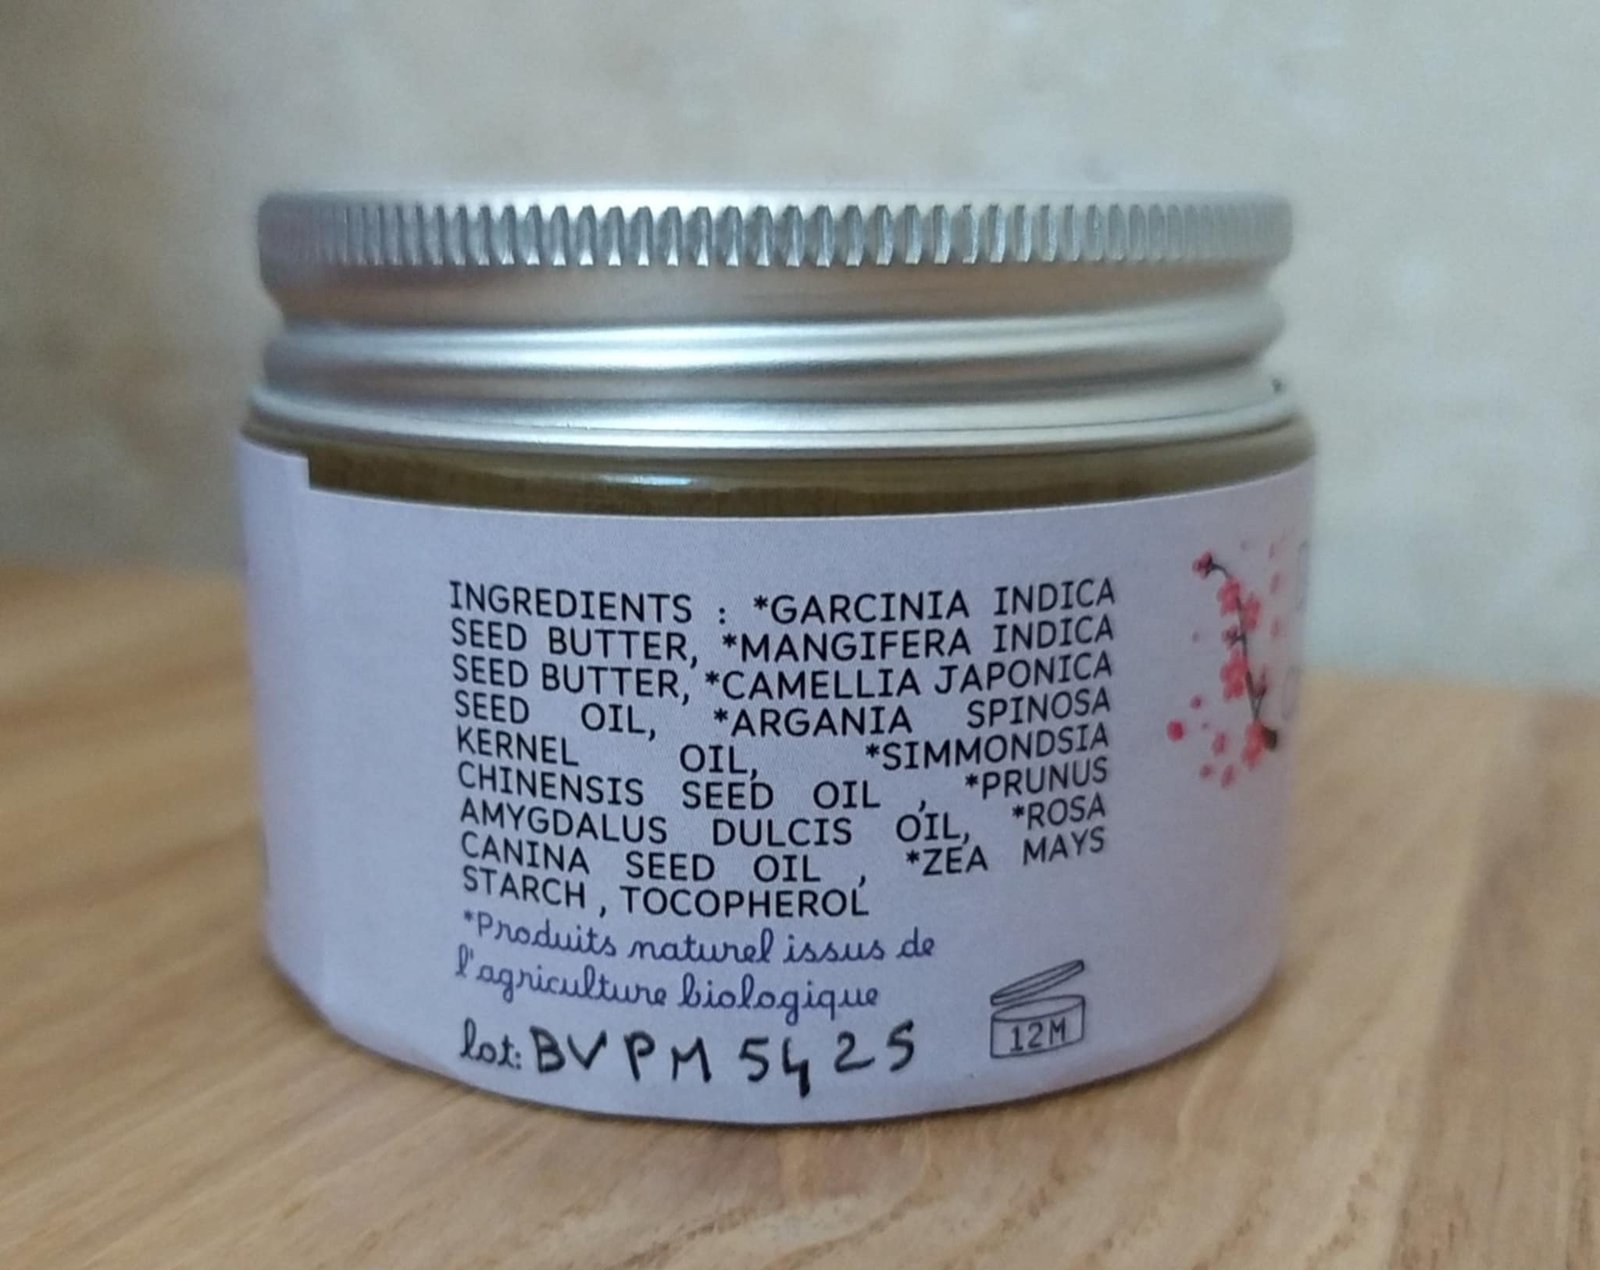 INGREDIENTS : *GARCINIA INDICA
SEED BUTTER, *MANGIFERA INDICA
SEED BUTTER, *CAMELLIA JAPONICA
SEED OIL, *ARGANIA SPINOSA
KERNEL OIL, *SIMMONDSIA
CHINENSIS SEED OIL , *PRUNUS
AMYGDALUS DULCIS OIL, *ROSA
CANINA SEED OIL , *ZEA MAYS
STARCH , TOCOPHEROL
*Produits naturel issus de
l'agriculture biologique
lot: BVPM 5425
12M